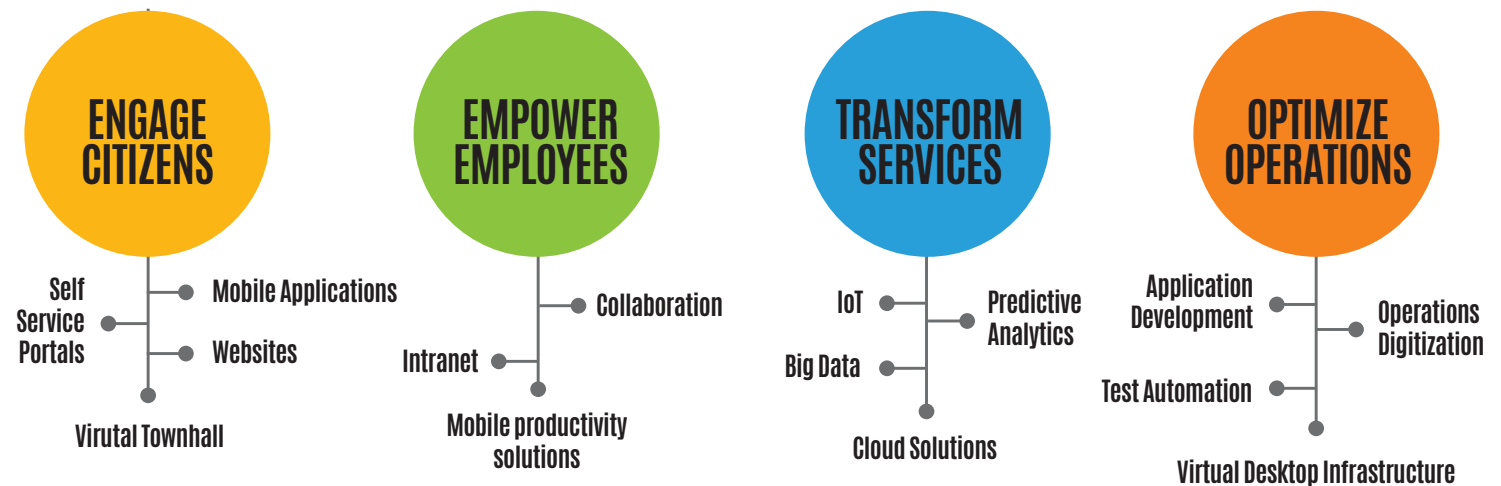 ENGAGE
CITIZENS
Mobile Applications
Self
Service
Portals
Websites
Virutal Townhall
EMPOWER
EMPLOYEES
Collaboration
Intranet
Mobile productivity
solutions
TRANSFORM
SERVICES
IoT
Predictive
Analytics
Big Data
Cloud Solutions
OPTIMIZE
OPERATIONS
Application
Development
Operations
Digitization
Test Automation
Virtual Desktop Infrastructure